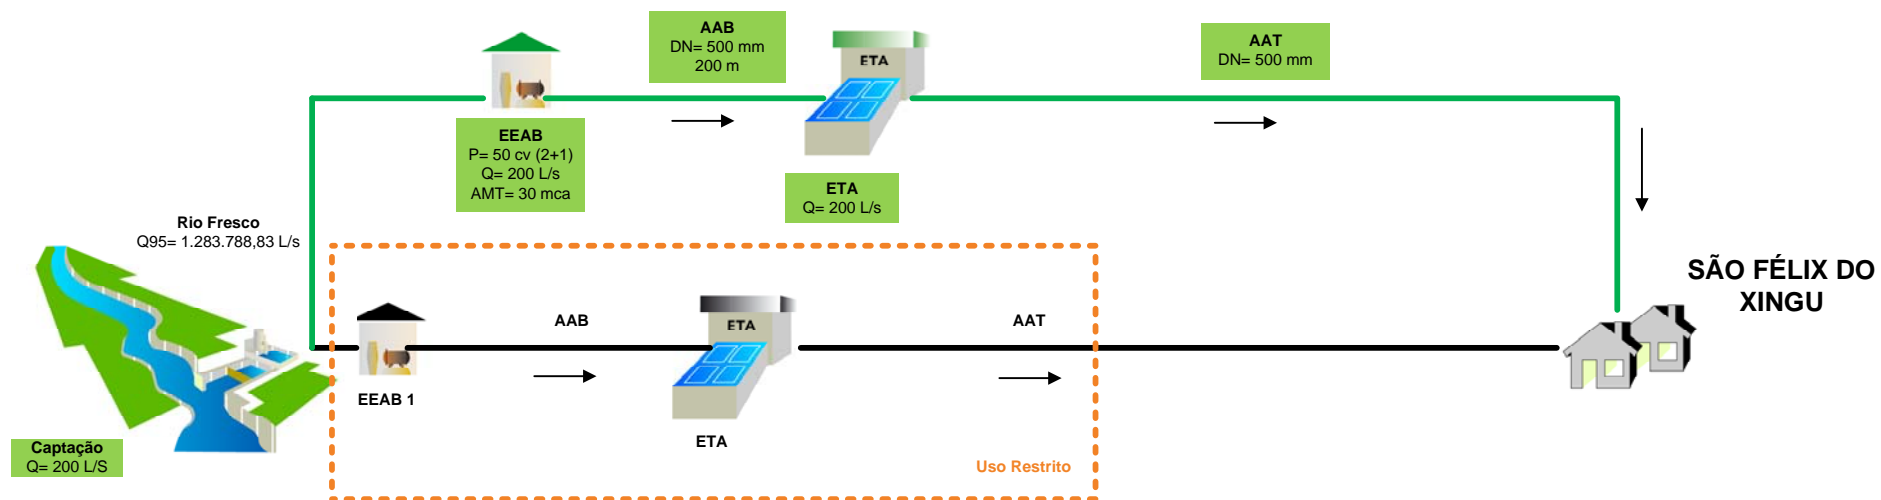 AAB
DN= 500 mm
200 m
ETA
AAT
DN= 500 mm
EEAB
P= 50 cv (2+1)
Q= 200 L/s
AMT= 30 mca
ETA
Q= 200 L/s
Rio Fresco
Q95= 1.283.788,83 L/s
SÃO FÉLIX DO
XINGU
AAB
ETA
AAT
EEAB 1
ETA
Captação
Q= 200 L/S
Uso Restrito